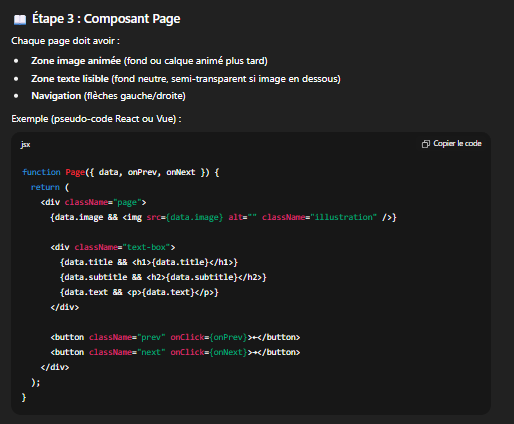 📖 Étape 3 : Composant Page
Chaque page doit avoir :
• Zone image animée (fond ou calque animé plus tard)
• Zone texte lisible (fond neutre, semi-transparent si image en dessous)
• Navigation (flèches gauche/droite)
Exemple (pseudo-code React ou Vue) :
jsx
Copier le code
function Page({ data, onPrev, onNext }) {
  return (
    <div className="page">
      {data.image && <img src={data.image} alt="" className="illustration" />}

      <div className="text-box">
        {data.title && <h1>{data.title}</h1>}
        {data.subtitle && <h2>{data.subtitle}</h2>}
        {data.text && <p>{data.text}</p>}
      </div>

      <button className="prev" onClick={onPrev}>←</button>
      <button className="next" onClick={onNext}>→</button>
    </div>
  );
}